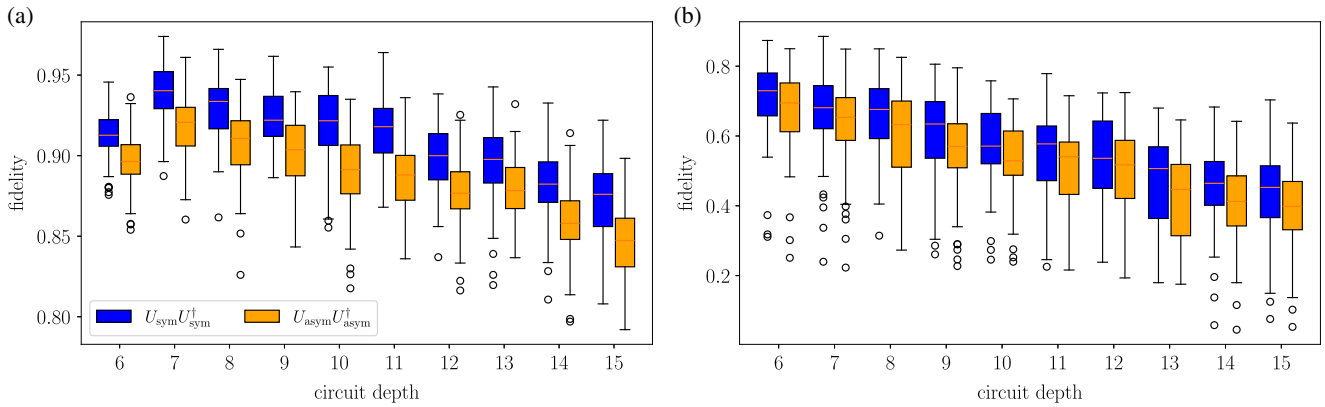 (a)
fidelity
0.95
0.90
0.85
0.80
U_sym U†_sym
U_asym U†_asym
6 7 8 9 10 11 12 13 14 15
circuit depth
(b)
fidelity
0.8
0.6
0.4
0.2
6 7 8 9 10 11 12 13 14 15
circuit depth